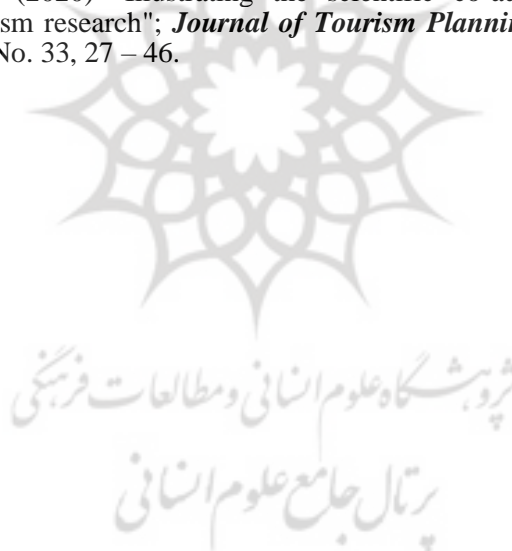 (2020) "Illustrating the scientific co-au
sm research"; Journal of Tourism Plannin
No. 33, 27 – 46.
پژوهشگاه علوم انسانی و مطالعات فرهنگی
پرتال جامع علوم انسانی